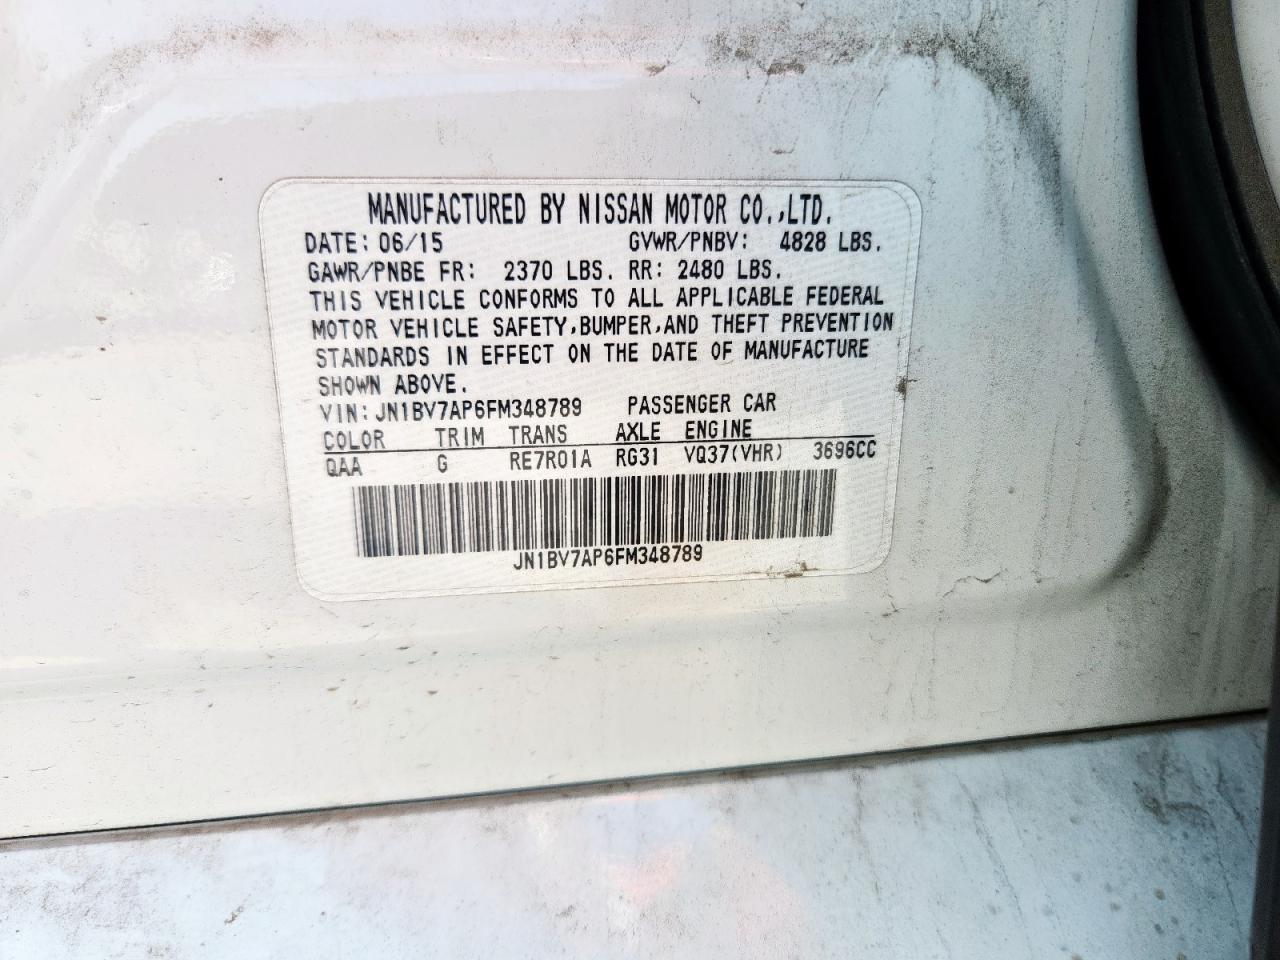 MANUFACTURED BY NISSAN MOTOR CO.,LTD.
DATE: 06/15 GVWR/PNBV: 4828 LBS.
GAWR/PNBE FR: 2370 LBS. RR: 2480 LBS.
THIS VEHICLE CONFORMS TO ALL APPLICABLE FEDERAL
MOTOR VEHICLE SAFETY,BUMPER,AND THEFT PREVENTION
STANDARDS IN EFFECT ON THE DATE OF MANUFACTURE
SHOWN ABOVE.
VIN:JN1BV7AP6FM348789 PASSENGER CAR
COLOR TRIM TRANS AXLE ENGINE
QAA G RE7R01A RG31 VQ37(VHR) 3696CC
JN1BV7AP6FM348789